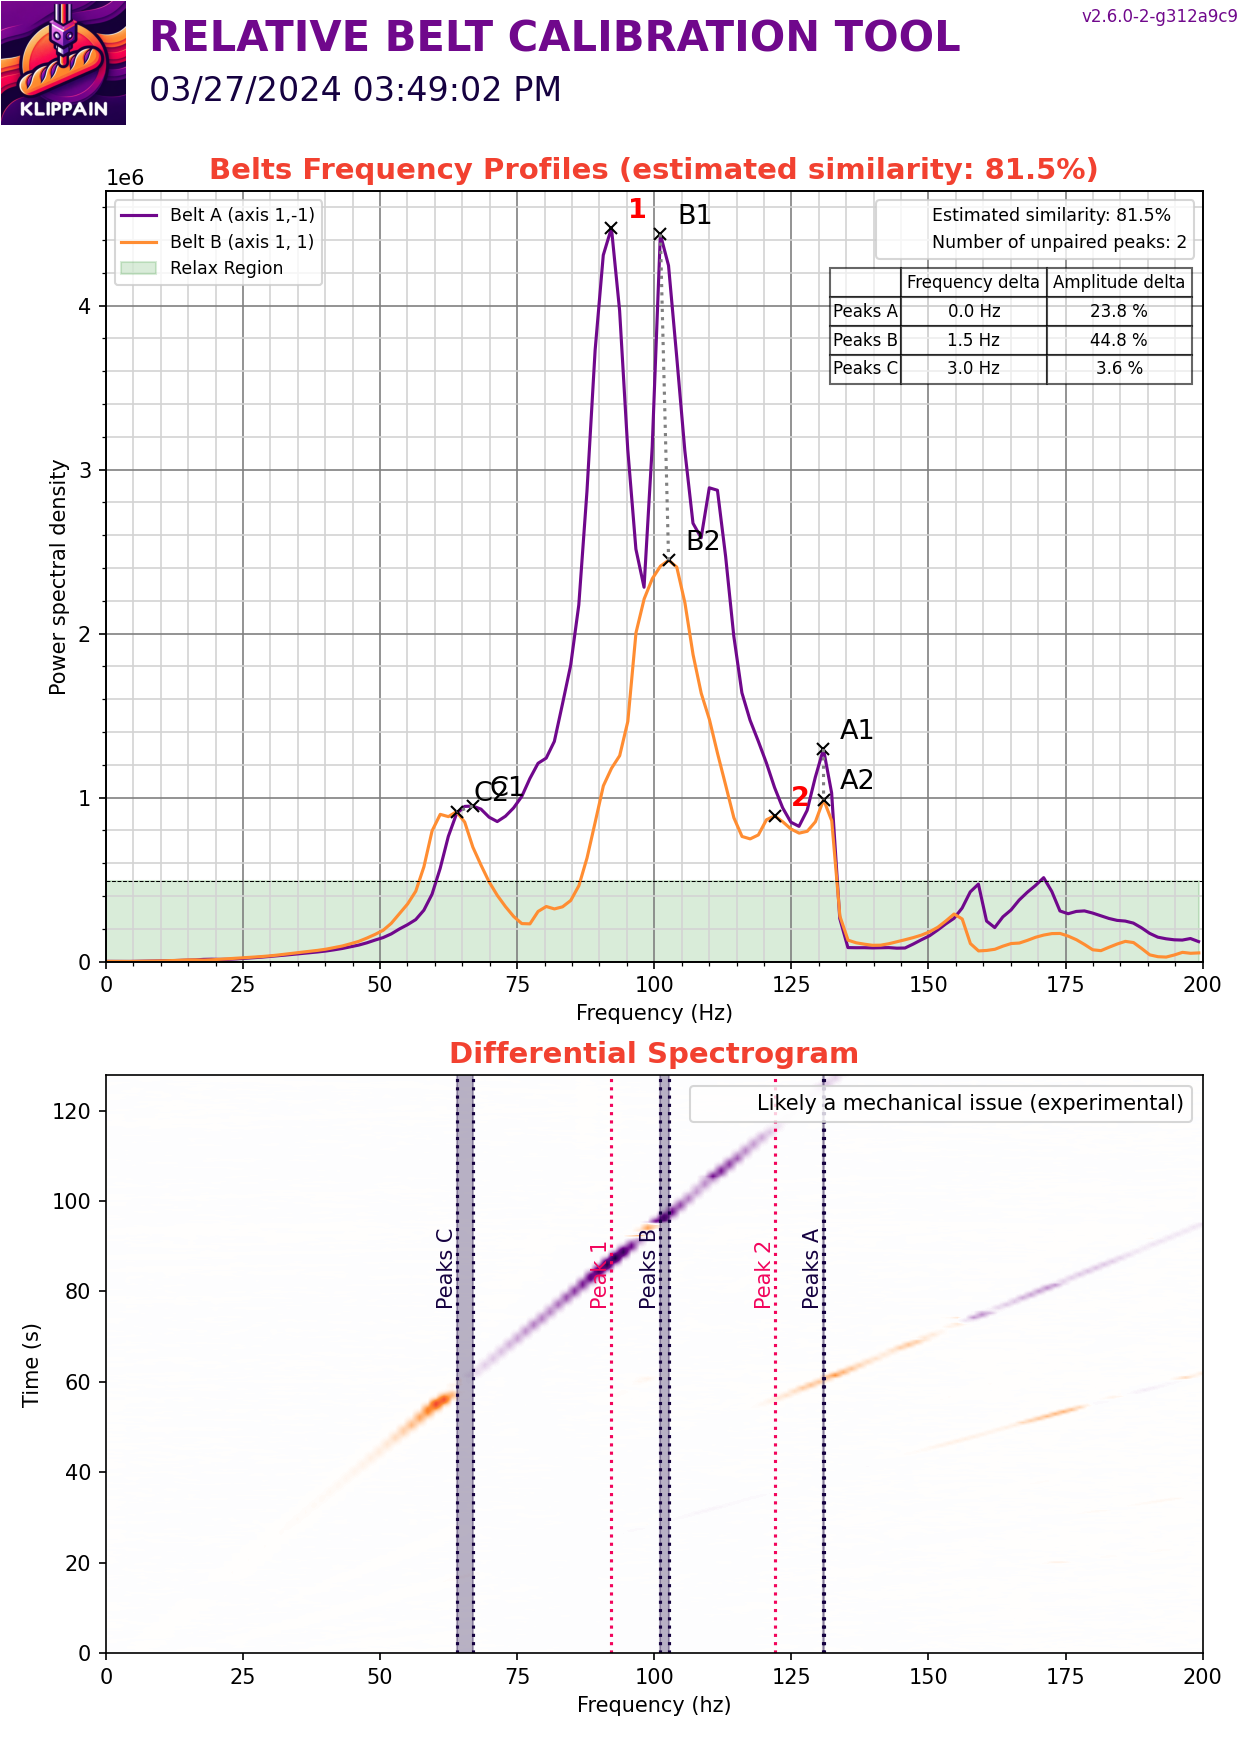 KLIPPAIN
RELATIVE BELT CALIBRATION TOOL
03/27/2024 03:49:02 PM
v2.6.0-2-g312a9c9
Belts Frequency Profiles (estimated similarity: 81.5%)
1e6
Belt A (axis 1,-1)
Belt B (axis 1, 1)
Relax Region
Estimated similarity: 81.5%
Number of unpaired peaks: 2
Frequency delta Amplitude delta
Peaks A 0.0 Hz 23.8 %
Peaks B 1.5 Hz 44.8 %
Peaks C 3.0 Hz 3.6 %
1
B1
B2
A1
A2
2
C2
C1
Power spectral density
4
3
2
1
0
0 25 50 75 100 125 150 175 200
Frequency (Hz)
Differential Spectrogram
Likely a mechanical issue (experimental)
Peaks C
Peak 1
Peaks B
Peak 2
Peaks A
Time (s)
120
100
80
60
40
20
0
0 25 50 75 100 125 150 175 200
Frequency (hz)